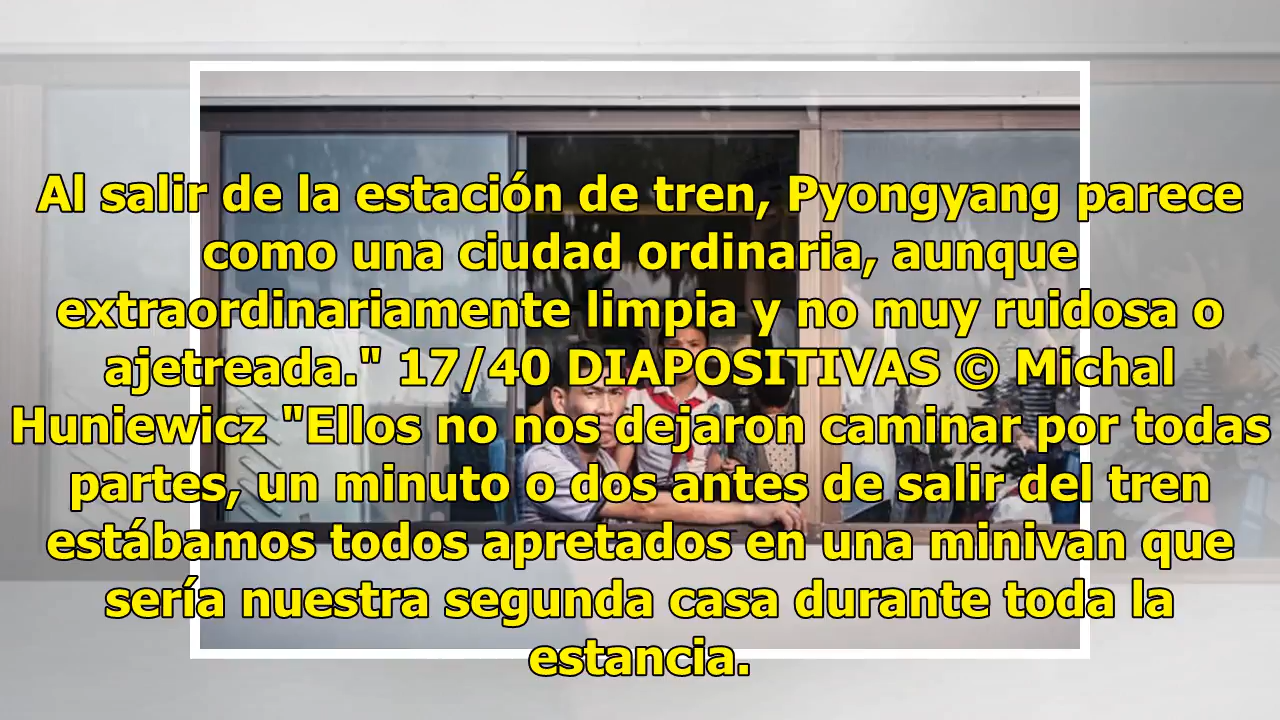 Al salir de la estación de tren, Pyongyang parece
como una ciudad ordinaria, aunque
extraordinariamente limpia y no muy ruidosa o
ajetreada." 17/40 DIAPOSITIVAS © Michal
Huniewicz "Ellos no nos dejaron caminar por todas
partes, un minuto o dos antes de salir del tren
estábamos todos apretados en una minivan que
sería nuestra segunda casa durante toda la
estancia.